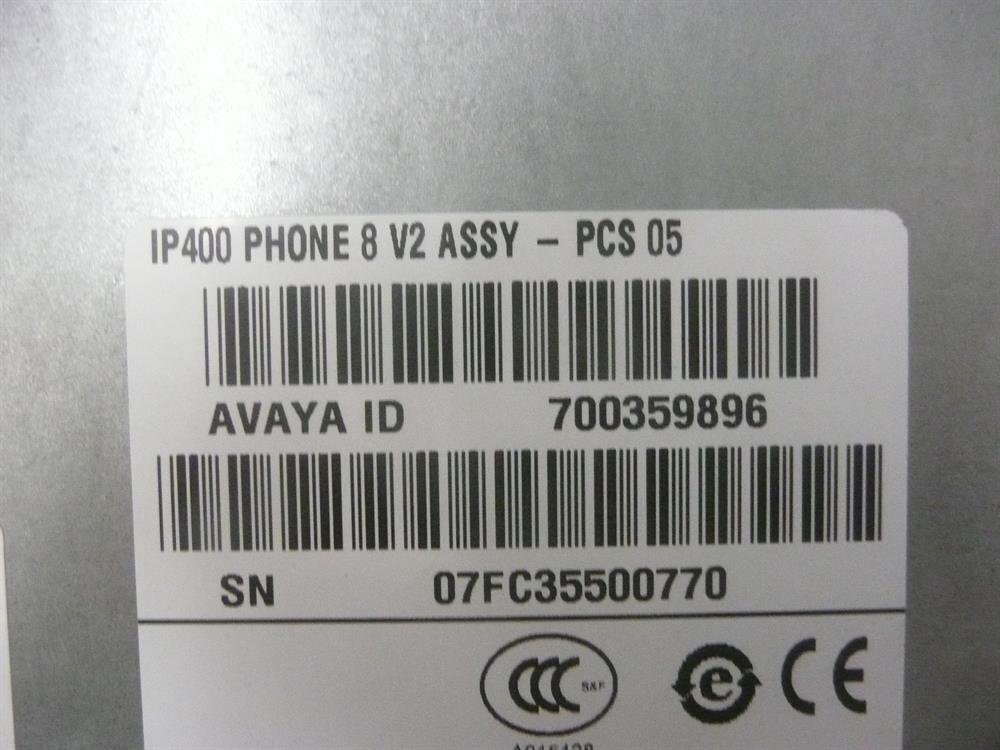 IP400 PHONE 8 V2 ASSY – PCS 05
AVAYA ID 700359896
SN 07FC35500770
CCC S&F e CE